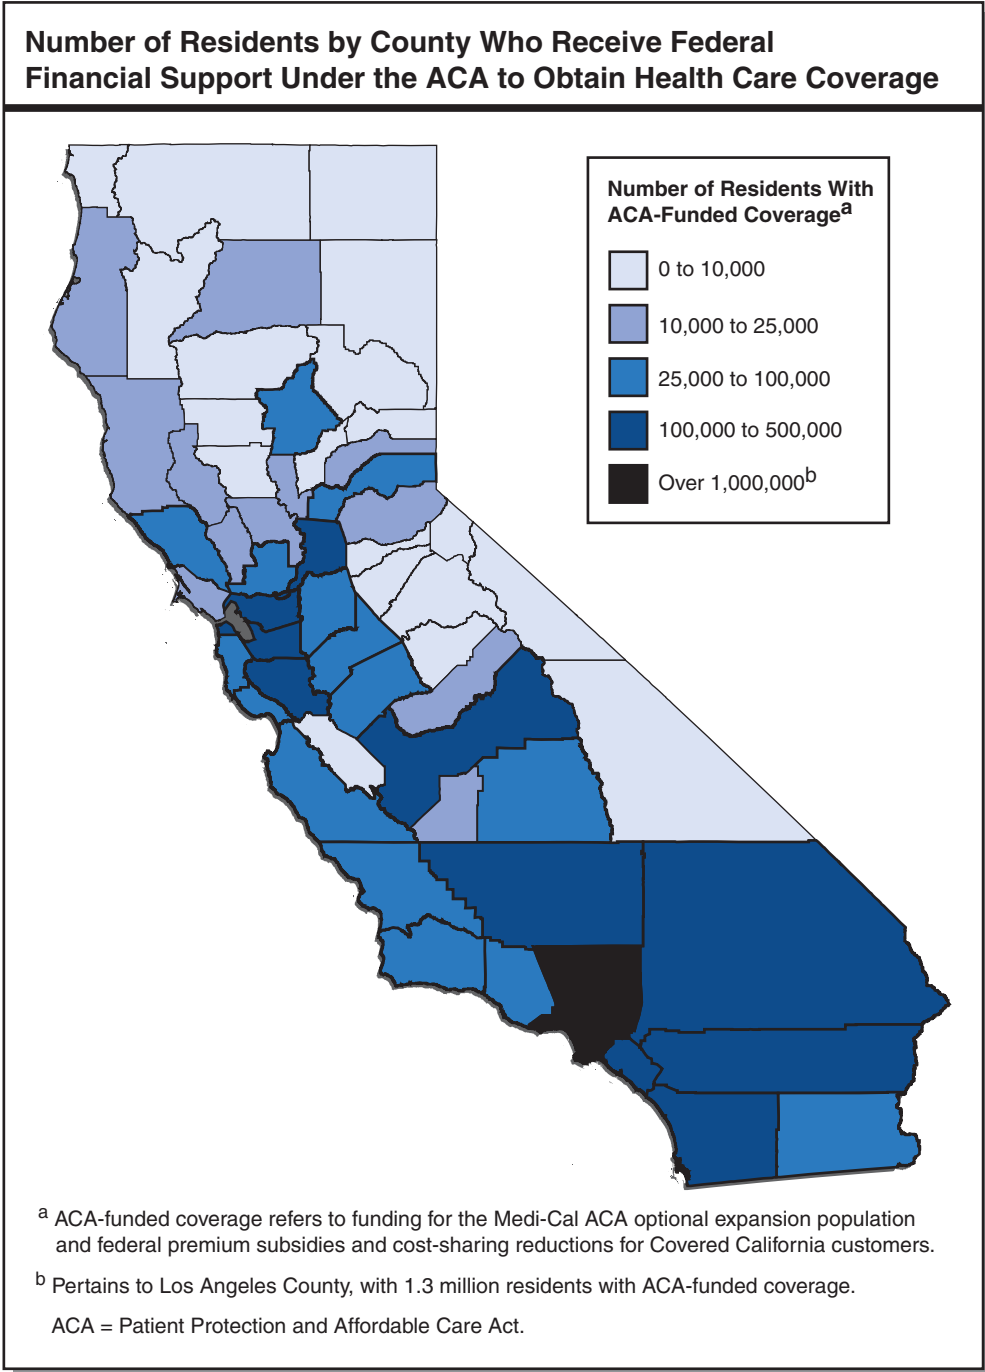 Number of Residents by County Who Receive Federal
Financial Support Under the ACA to Obtain Health Care Coverage
Number of Residents With
ACA-Funded Coverage^a
0 to 10,000
10,000 to 25,000
25,000 to 100,000
100,000 to 500,000
Over 1,000,000^b
^a ACA-funded coverage refers to funding for the Medi-Cal ACA optional expansion population
and federal premium subsidies and cost-sharing reductions for Covered California customers.
^b Pertains to Los Angeles County, with 1.3 million residents with ACA-funded coverage.
ACA = Patient Protection and Affordable Care Act.